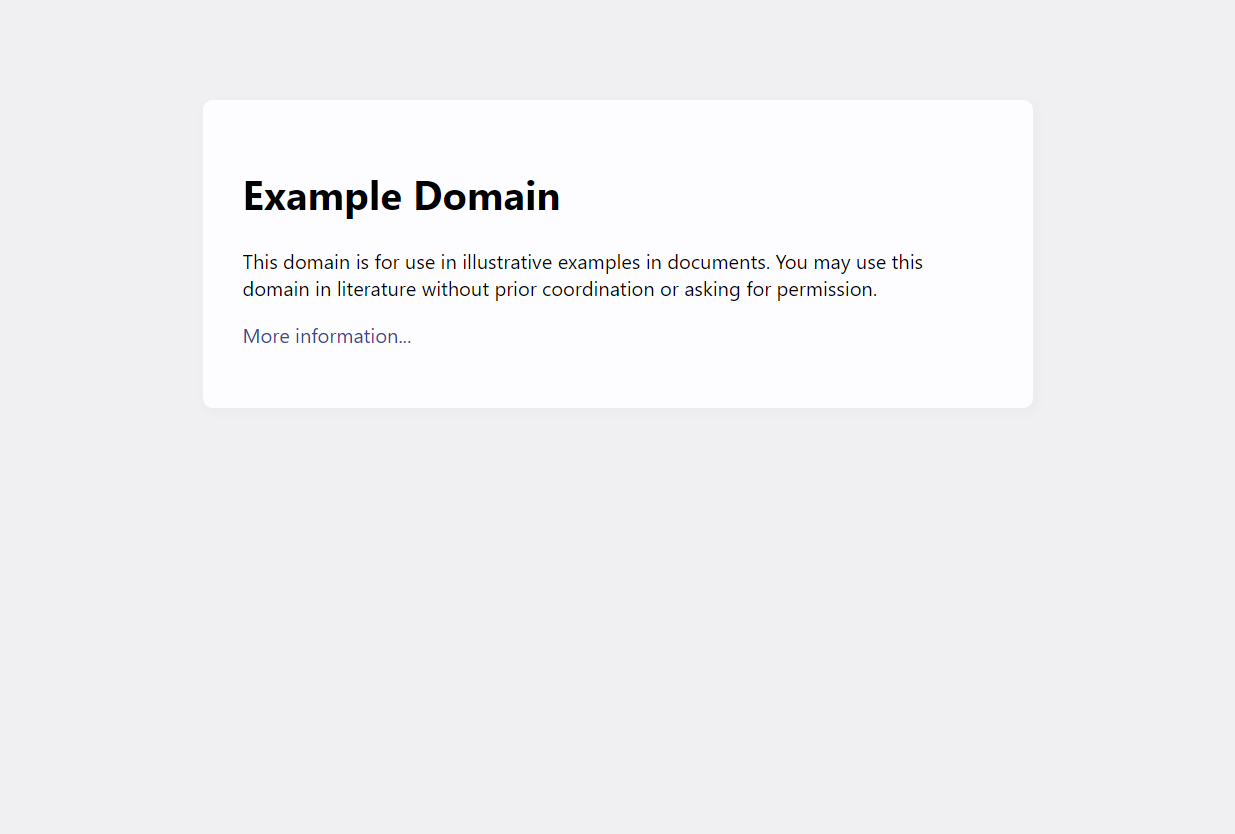 Example Domain
This domain is for use in illustrative examples in documents. You may use this
domain in literature without prior coordination or asking for permission.
More information...